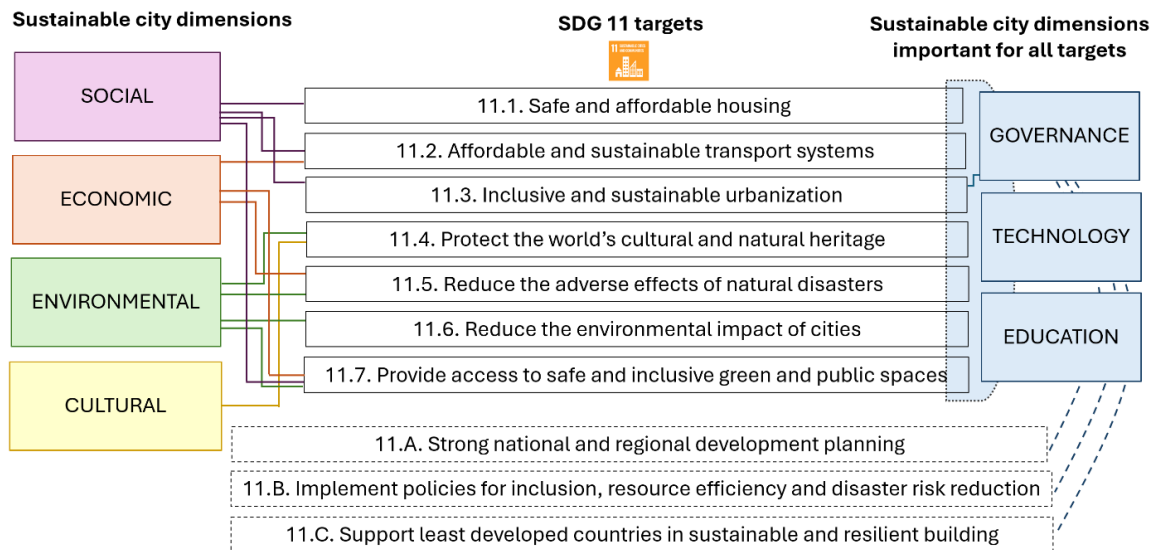 Sustainable city dimensions
SDG 11 targets
Sustainable city dimensions
important for all targets
SOCIAL
ECONOMIC
ENVIRONMENTAL
CULTURAL
11.1. Safe and affordable housing
11.2. Affordable and sustainable transport systems
11.3. Inclusive and sustainable urbanization
11.4. Protect the world’s cultural and natural heritage
11.5. Reduce the adverse effects of natural disasters
11.6. Reduce the environmental impact of cities
11.7. Provide access to safe and inclusive green and public spaces
11.A. Strong national and regional development planning
11.B. Implement policies for inclusion, resource efficiency and disaster risk reduction
11.C. Support least developed countries in sustainable and resilient building
GOVERNANCE
TECHNOLOGY
EDUCATION